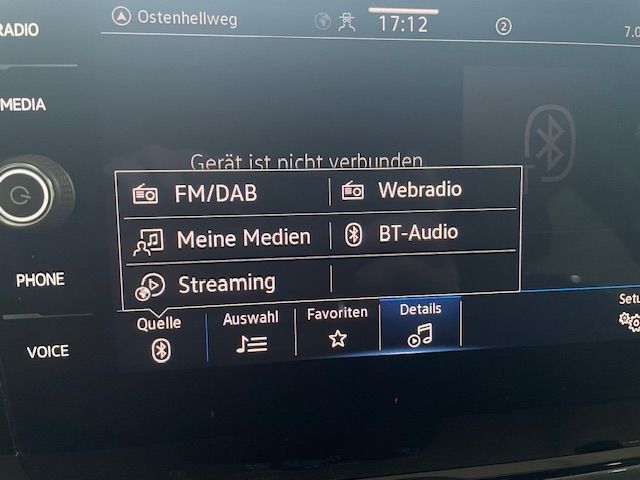 RADIO
Ostenhellweg
17:12
2
7.0
MEDIA
Gerät ist nicht verbunden
FM/DAB
Webradio
Meine Medien
BT-Audio
Streaming
PHONE
Quelle
Auswahl
Favoriten
Details
Setu
VOICE